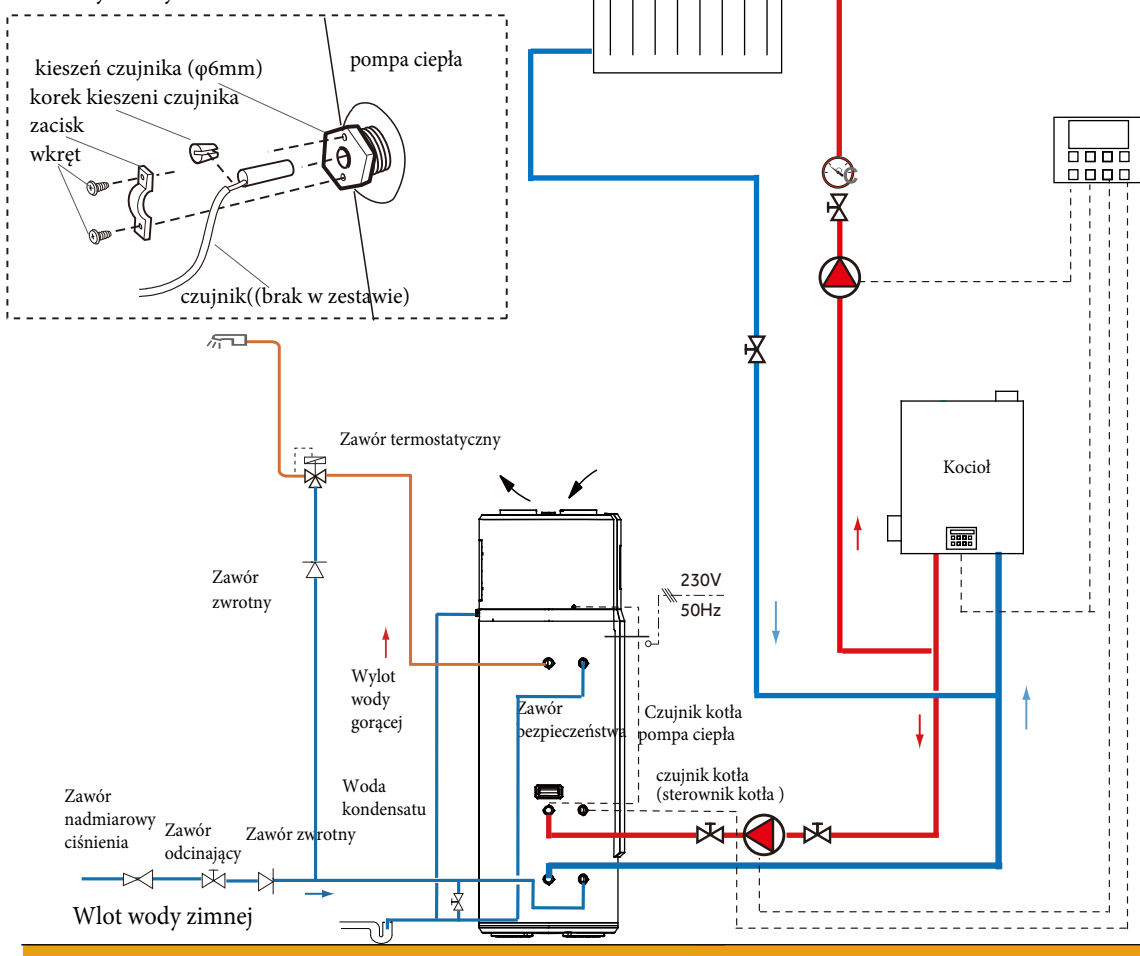 kieszeń czujnika (φ6mm)
korek kieszeni czujnika
zacisk
wkręt
pompa ciepła
czujnik((brak w zestawie)
°C
Zawór termostatyczny
Kocioł
Zawór
zwrotny
230V
50Hz
Wylot
wody
gorącej
Zawór
bezpieczeństwa
Czujnik kotła
pompa ciepła
czujnik kotła
(sterownik kotła )
Woda
kondensatu
Zawór
nadmiarowy
ciśnienia
Zawór
odcinający
Zawór zwrotny
Wlot wody zimnej